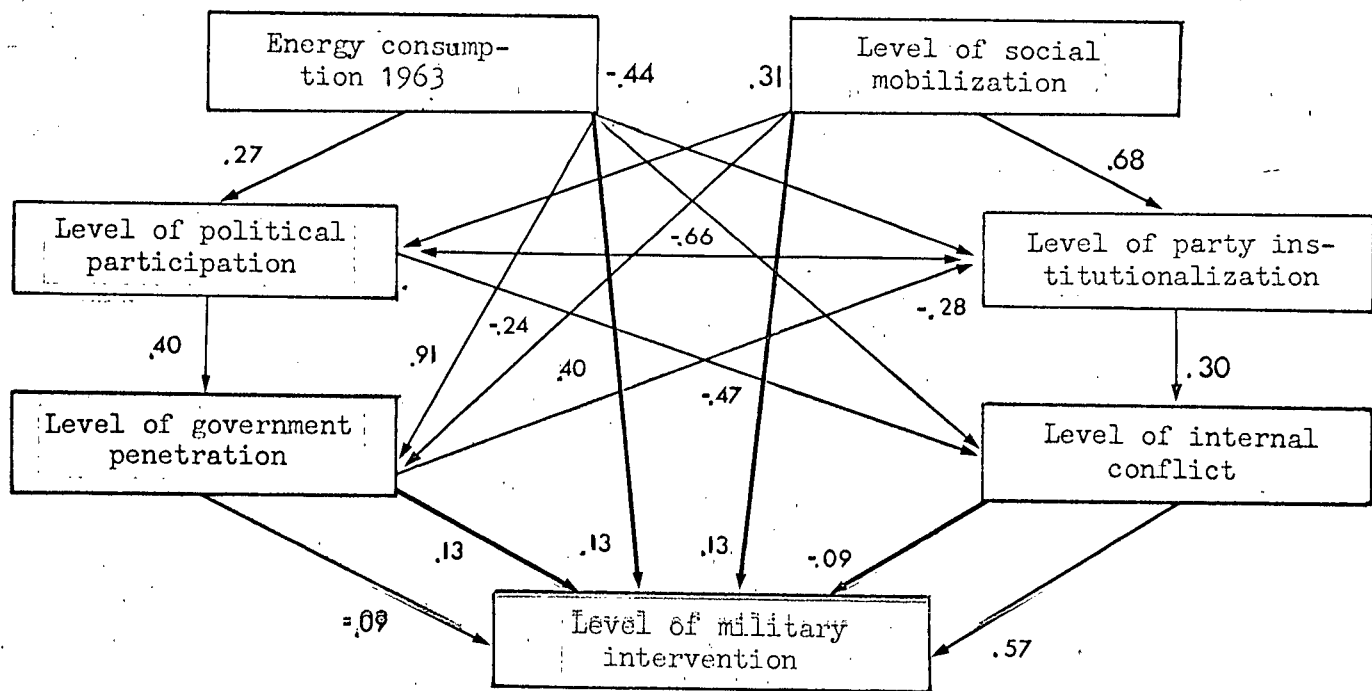 Energy consump-
tion 1963
-.44
.31
Level of social
mobilization
.27
.68
Level of political
participation
-.66
Level of party ins-
titutionalization
-.24
-.28
.40
.91
.40
-.47
.30
Level of government
penetration
Level of internal
conflict
.13
.13
.13
-.09
Level of military
intervention
.57